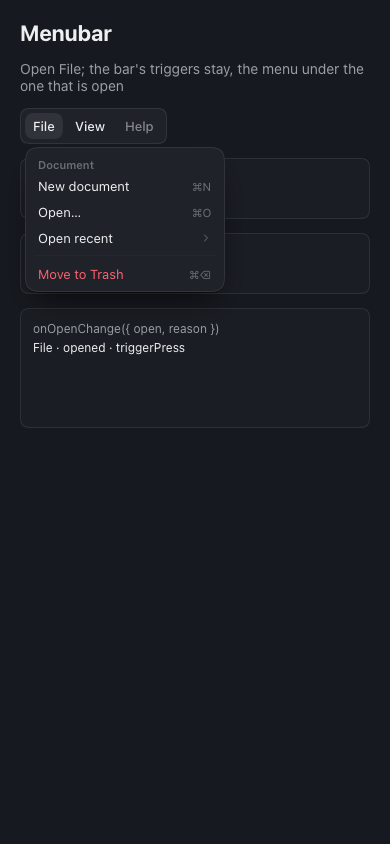 Menubar
Open File; the bar's triggers stay, the menu under the
one that is open
File View Help
Document
New document ⌘N
Open... ⌘O
Open recent ›
Move to Trash ⌘⌫
onOpenChange({ open, reason })
File · opened · triggerPress